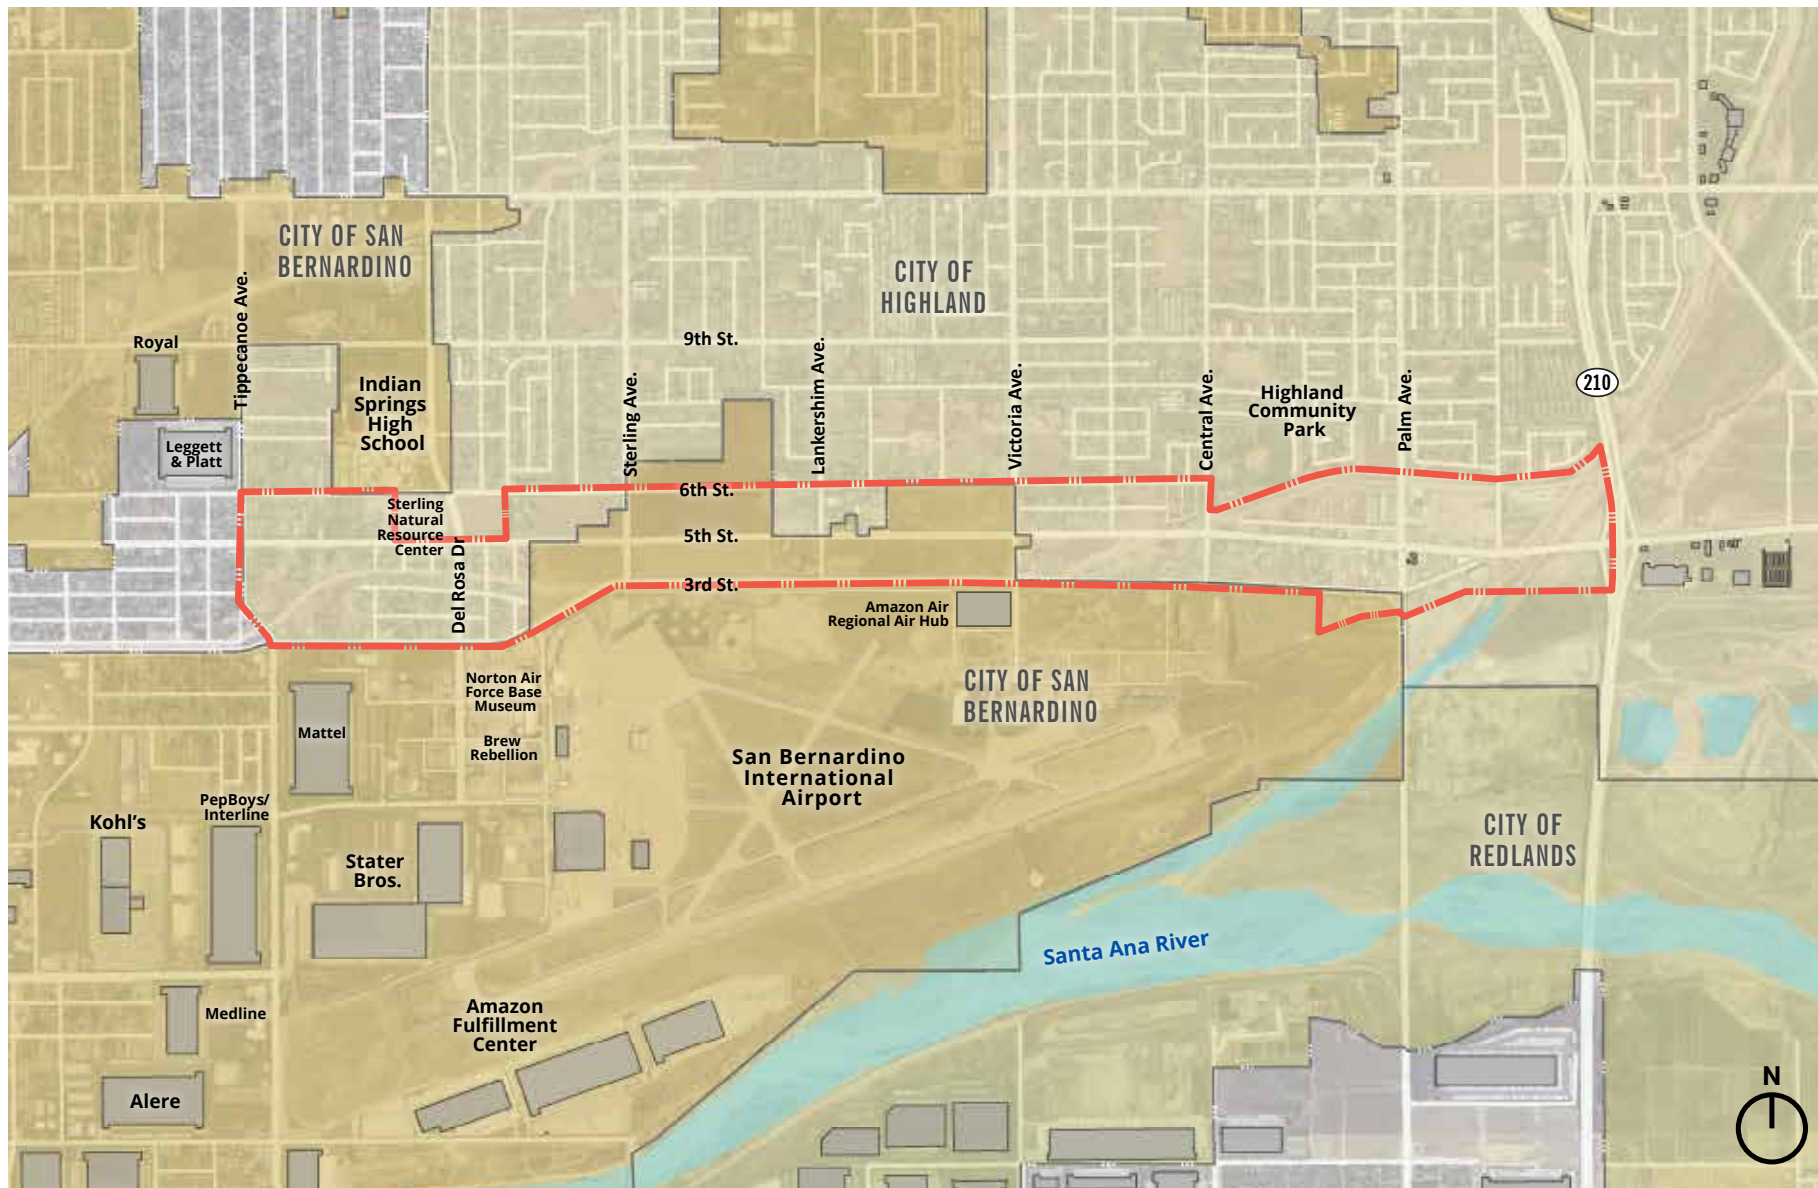 CITY OF SAN
BERNARDINO
CITY OF
HIGHLAND
Tippecanoe Ave.
Royal
9th St.
Lankershim Ave.
Indian
Springs
High
School
Sterling Ave.
Victoria Ave.
Central Ave.
Highland
Community
Park
Palm Ave.
210
Leggett
& Platt
6th St.
Sterling
Natural
Resource
Center
5th St.
Del Rosa Dr
3rd St.
Amazon Air
Regional Air Hub
Norton Air
Force Base
Museum
CITY OF SAN
BERNARDINO
Mattel
Brew
Rebellion
San Bernardino
International
Airport
PepBoys/
Interline
Kohl's
CITY OF
REDLANDS
Stater
Bros.
Santa Ana River
Medline
Amazon
Fulfillment
Center
Alere
N